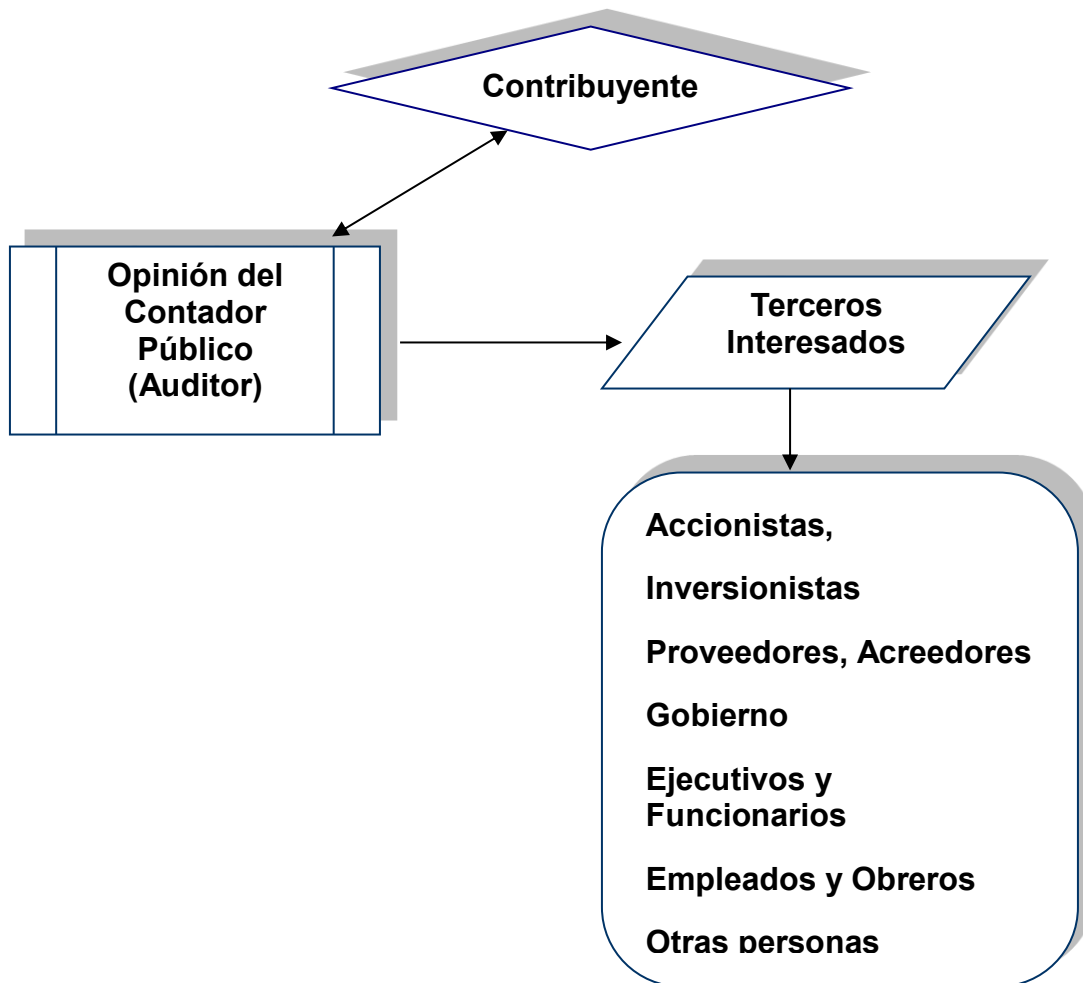 Contribuyente
Opinión del
Contador
Público
(Auditor)
Terceros
Interesados
Accionistas,
Inversionistas
Proveedores, Acreedores
Gobierno
Ejecutivos y
Funcionarios
Empleados y Obreros
Otras personas